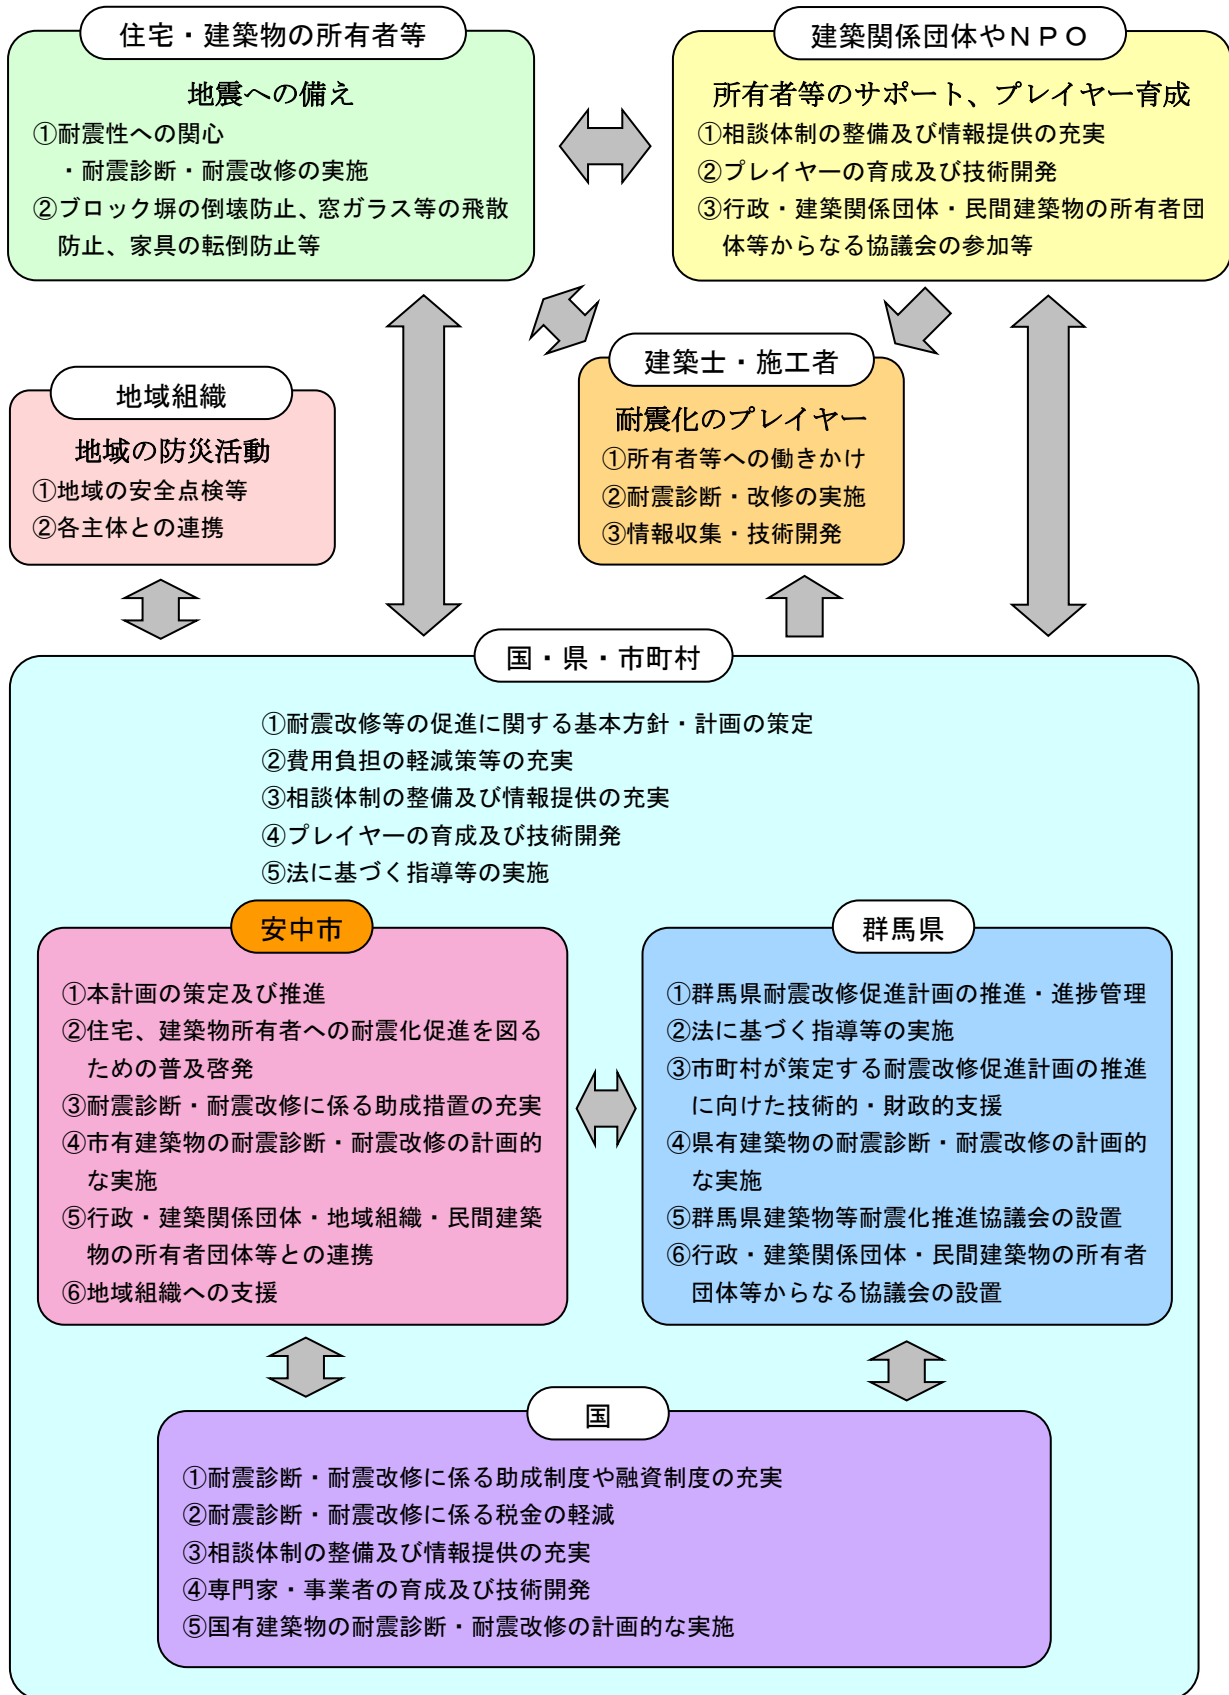 住宅・建築物の所有者等
地震への備え
①耐震性への関心
・耐震診断・耐震改修の実施
②ブロック塀の倒壊防止、窓ガラス等の飛散
防止、家具の転倒防止等
建築関係団体やＮＰＯ
所有者等のサポート、プレイヤー育成
①相談体制の整備及び情報提供の充実
②プレイヤーの育成及び技術開発
③行政・建築関係団体・民間建築物の所有者団
体等からなる協議会の参加等
地域組織
地域の防災活動
①地域の安全点検等
②各主体との連携
建築士・施工者
耐震化のプレイヤー
①所有者等への働きかけ
②耐震診断・改修の実施
③情報収集・技術開発
国・県・市町村
①耐震改修等の促進に関する基本方針・計画の策定
②費用負担の軽減策等の充実
③相談体制の整備及び情報提供の充実
④プレイヤーの育成及び技術開発
⑤法に基づく指導等の実施
安中市
①本計画の策定及び推進
②住宅、建築物所有者への耐震化促進を図る
ための普及啓発
③耐震診断・耐震改修に係る助成措置の充実
④市有建築物の耐震診断・耐震改修の計画的
な実施
⑤行政・建築関係団体・地域組織・民間建築
物の所有者団体等との連携
⑥地域組織への支援
群馬県
①群馬県耐震改修促進計画の推進・進捗管理
②法に基づく指導等の実施
③市町村が策定する耐震改修促進計画の推進
に向けた技術的・財政的支援
④県有建築物の耐震診断・耐震改修の計画的
な実施
⑤群馬県建築物等耐震化推進協議会の設置
⑥行政・建築関係団体・民間建築物の所有者
団体等からなる協議会の設置
国
①耐震診断・耐震改修に係る助成制度や融資制度の充実
②耐震診断・耐震改修に係る税金の軽減
③相談体制の整備及び情報提供の充実
④専門家・事業者の育成及び技術開発
⑤国有建築物の耐震診断・耐震改修の計画的な実施